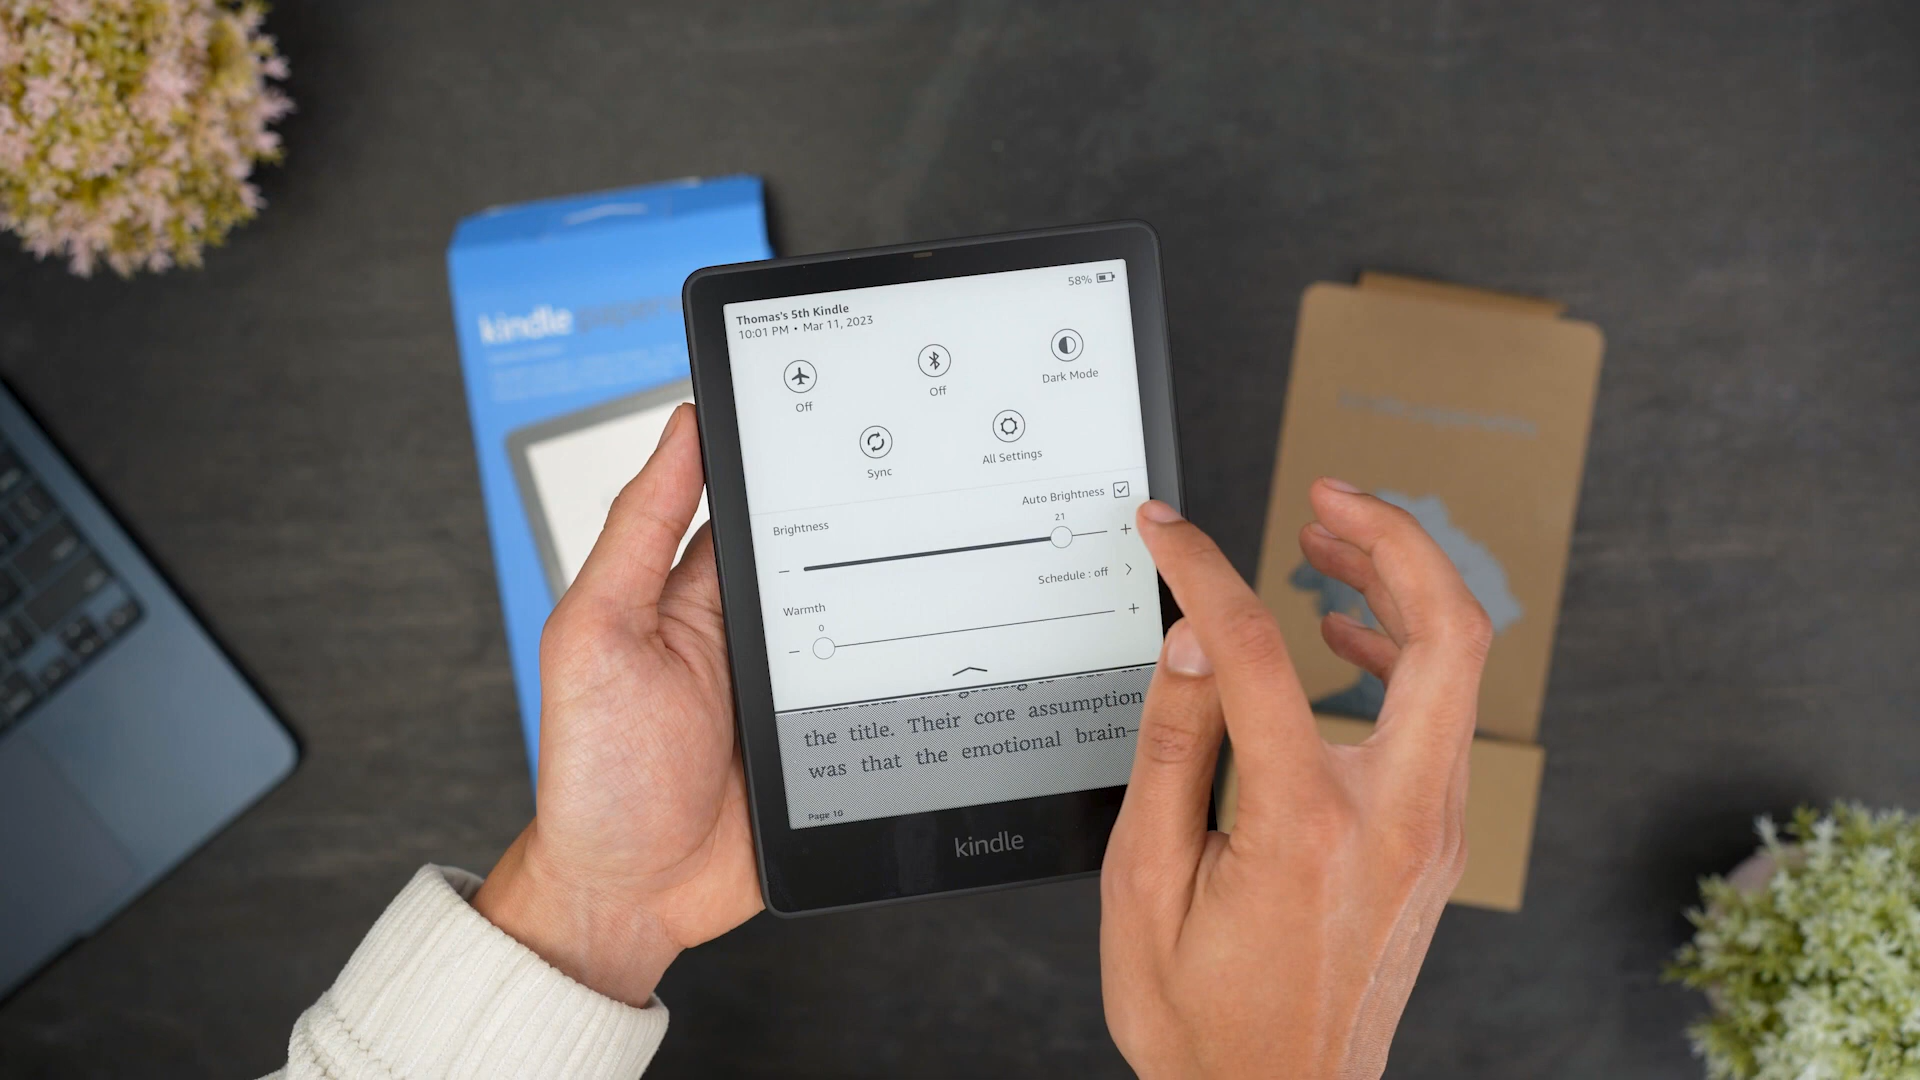 58%
Thomas's 5th Kindle
10:01 PM • Mar 11, 2023
Off
Off
Dark Mode
Sync
All Settings
Auto Brightness
Brightness
21
Schedule : off
Warmth
0
the title. Their core assumption
was that the emotional brain—
Page 10
kindle
kindle